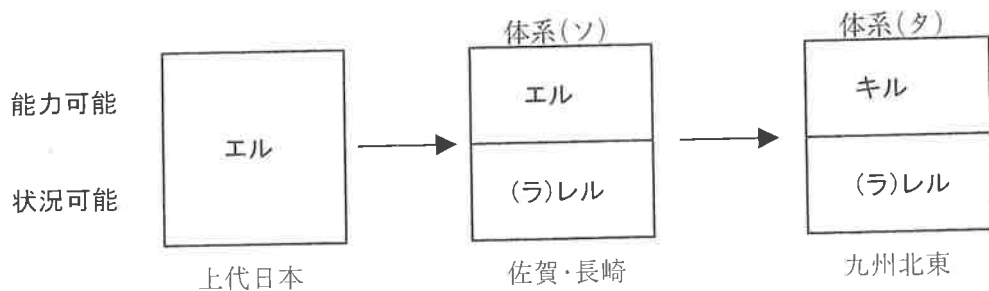 体系(ソ)
体系(タ)
能力可能
エル
キル
エル
状況可能
(ラ)レル
(ラ)レル
上代日本
佐賀・長崎
九州北東